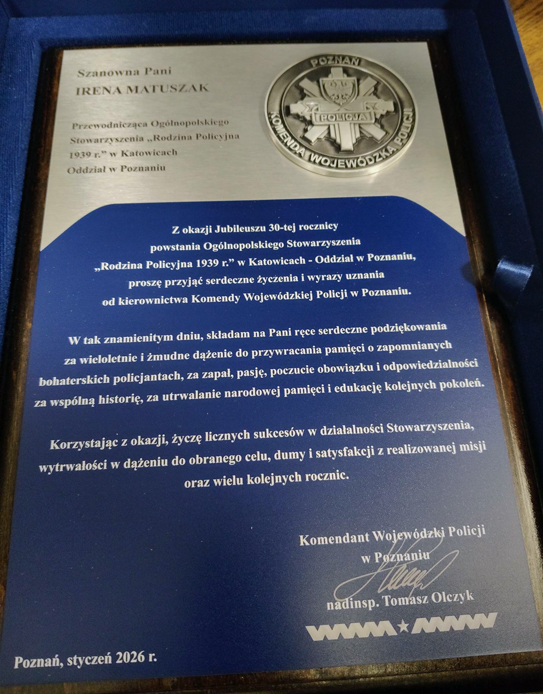 Szanowna Pani
IRENA MATUSZAK
Przewodnicząca Ogólnopolskiego
Stowarzyszenia „Rodzina Policyjna
1939 r." w Katowicach
Oddział w Poznaniu
POZNAŃ
POLICJA
KOMENDA WOJEWÓDZKA POLICJI
Z okazji Jubileuszu 30-tej rocznicy
powstania Ogólnopolskiego Stowarzyszenia
„Rodzina Policyjna 1939 r." w Katowicach - Oddział w Poznaniu,
proszę przyjąć serdeczne życzenia i wyrazy uznania
od kierownictwa Komendy Wojewódzkiej Policji w Poznaniu.
W tak znamienitym dniu, składam na Pani ręce serdeczne podziękowania
za wieloletnie i żmudne dążenie do przywracania pamięci o zapomnianych
bohaterskich policjantach, za zapał, pasję, poczucie obowiązku i odpowiedzialności
za wspólną historię, za utrwalanie narodowej pamięci i edukację kolejnych pokoleń.
Korzystając z okazji, życzę licznych sukcesów w działalności Stowarzyszenia,
wytrwałości w dążeniu do obranego celu, dumy i satysfakcji z realizowanej misji
oraz wielu kolejnych rocznic.
Komendant Wojewódzki Policji
w Poznaniu
nadinsp. Tomasz Olczyk
Poznań, styczeń 2026 r.